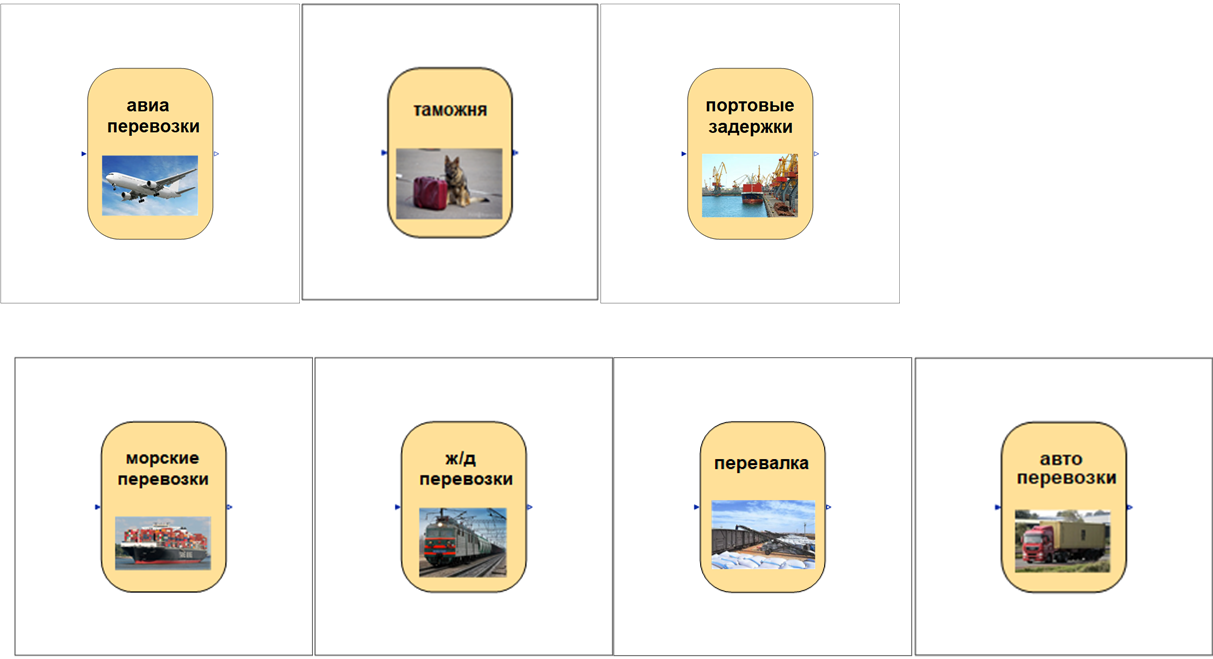 авиа
перевозки
таможня
портовые
задержки
морские
перевозки
ж/д
перевозки
перевалка
авто
перевозки